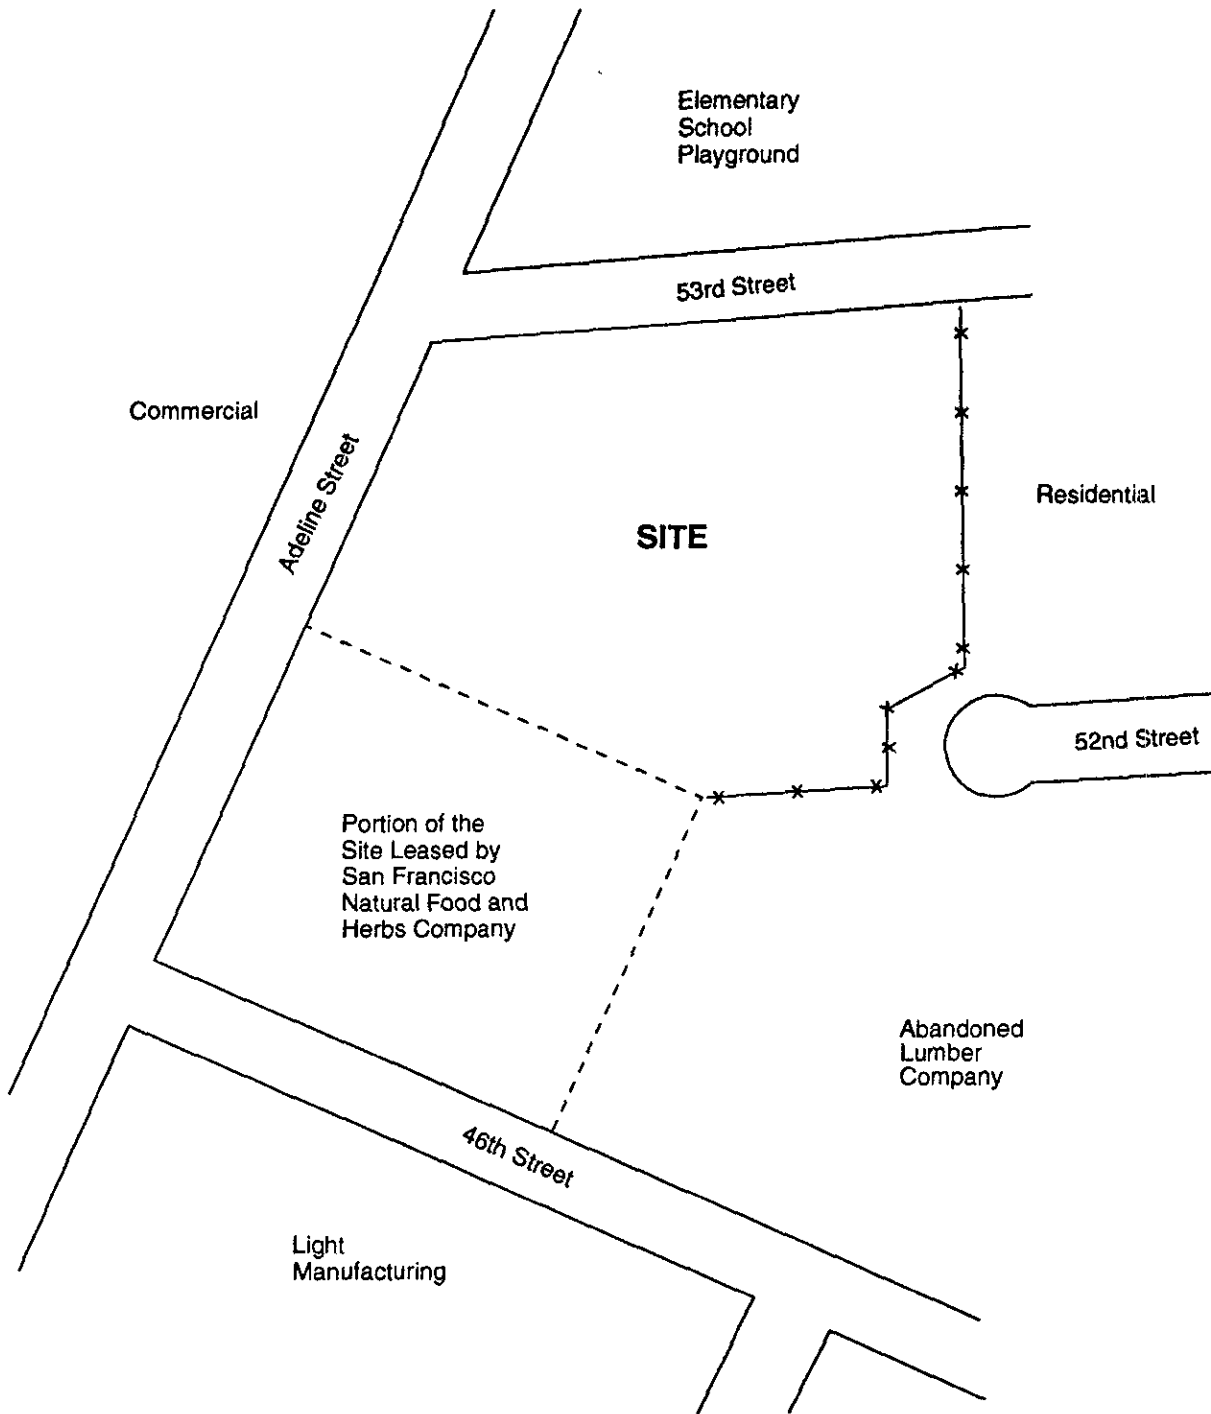 Elementary
School
Playground
53rd Street
Commercial
Adeline Street
Residential
SITE
52nd Street
Portion of the
Site Leased by
San Francisco
Natural Food and
Herbs Company
Abandoned
Lumber
Company
46th Street
Light
Manufacturing